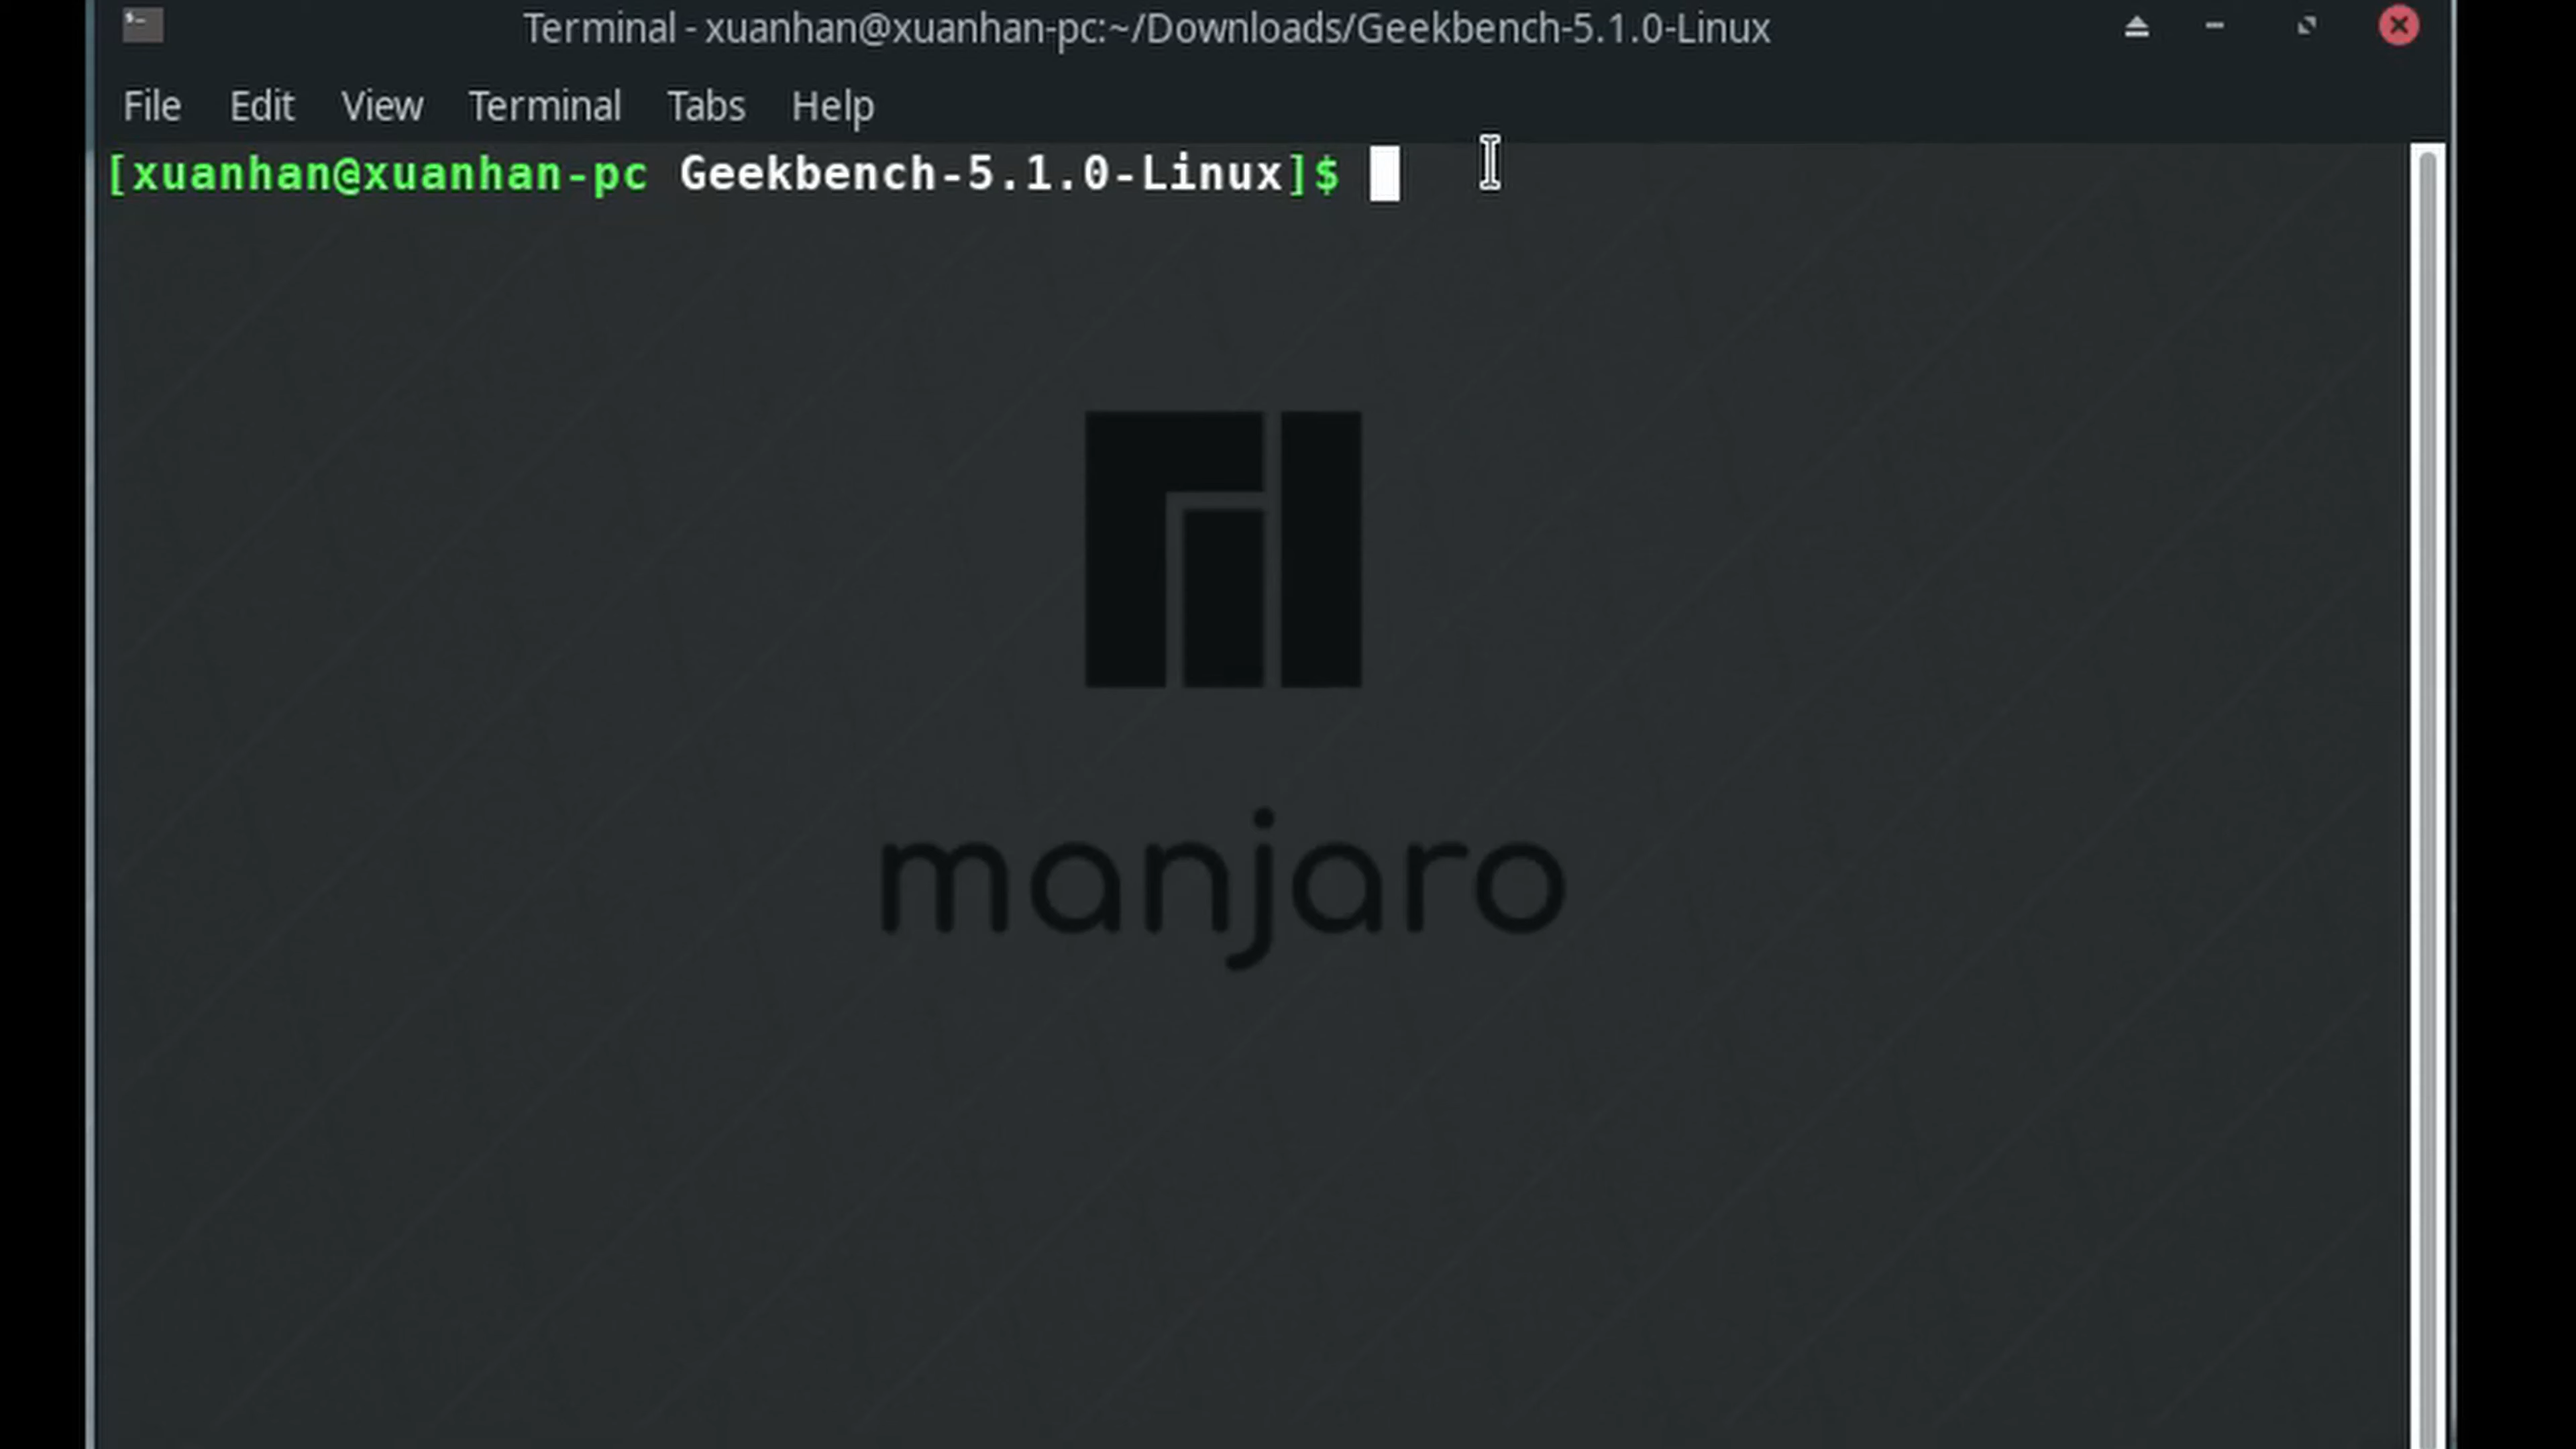 Terminal - xuanhan@xuanhan-pc:~/Downloads/Geekbench-5.1.0-Linux
File Edit View Terminal Tabs Help
[xuanhan@xuanhan-pc Geekbench-5.1.0-Linux]$
manjaro